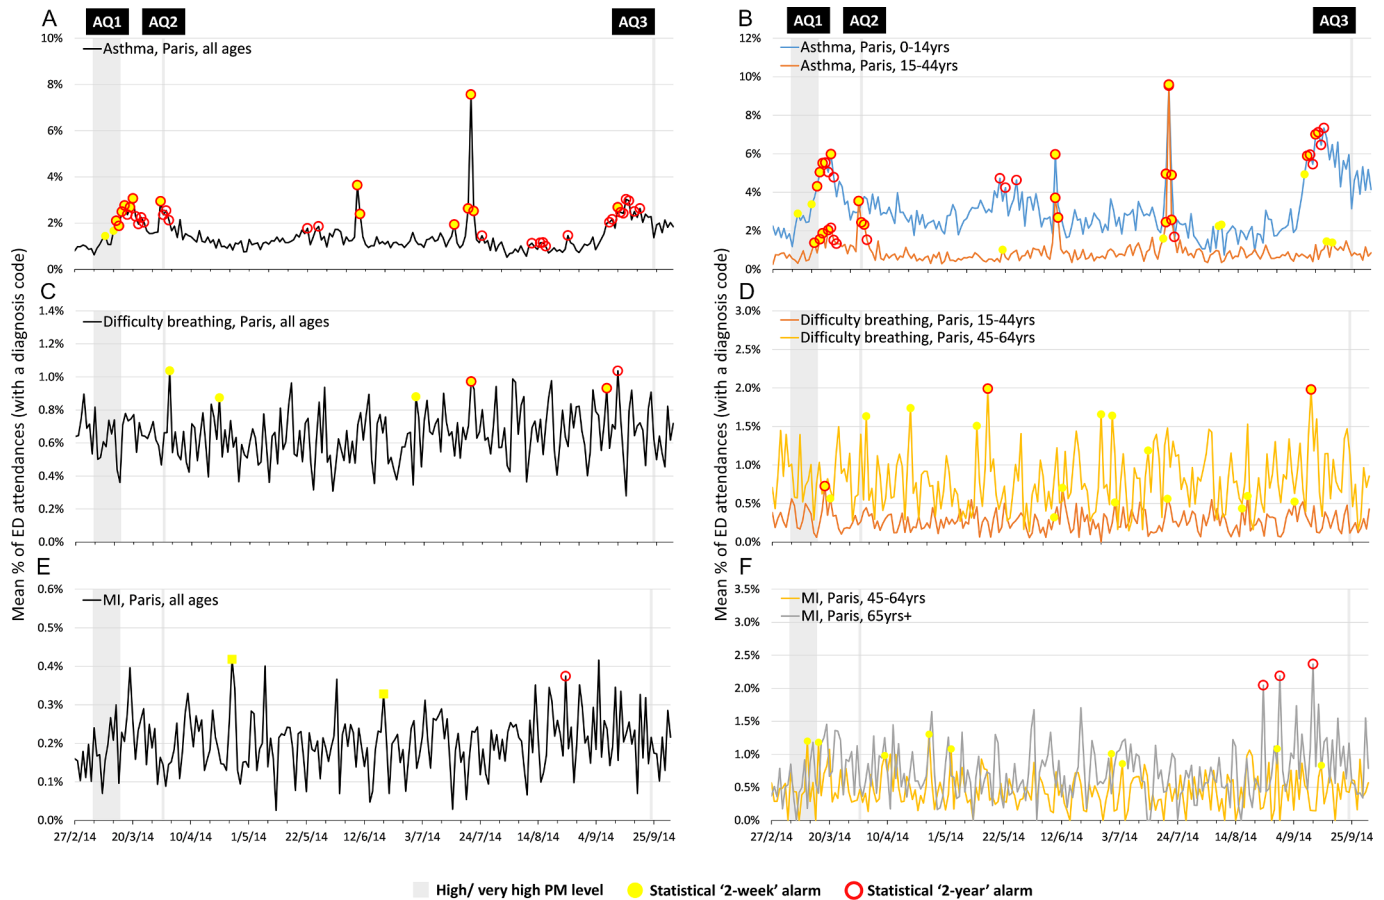 A
AQ1
AQ2
AQ3
Asthma, Paris, all ages
10%
8%
6%
4%
2%
0%
B
AQ1
AQ2
AQ3
Asthma, Paris, 0-14yrs
Asthma, Paris, 15-44yrs
12%
10%
8%
6%
4%
2%
0%
C
Difficulty breathing, Paris, all ages
1.4%
1.2%
1.0%
0.8%
0.6%
0.4%
0.2%
0.0%
D
Difficulty breathing, Paris, 15-44yrs
Difficulty breathing, Paris, 45-64yrs
3.0%
2.5%
2.0%
1.5%
1.0%
0.5%
0.0%
E
MI, Paris, all ages
0.6%
0.5%
0.4%
0.3%
0.2%
0.1%
0.0%
27/2/14 20/3/14 10/4/14 1/5/14 22/5/14 12/6/14 3/7/14 24/7/14 14/8/14 4/9/14 25/9/14
F
MI, Paris, 45-64yrs
MI, Paris, 65yrs+
3.5%
3.0%
2.5%
2.0%
1.5%
1.0%
0.5%
0.0%
27/2/14 20/3/14 10/4/14 1/5/14 22/5/14 12/6/14 3/7/14 24/7/14 14/8/14 4/9/14 25/9/14
Mean % of ED attendances (with a diagnosis code)
Mean % of ED attendances (with a diagnosis code)
High/ very high PM level
Statistical ‘2-week’ alarm
Statistical ‘2-year’ alarm